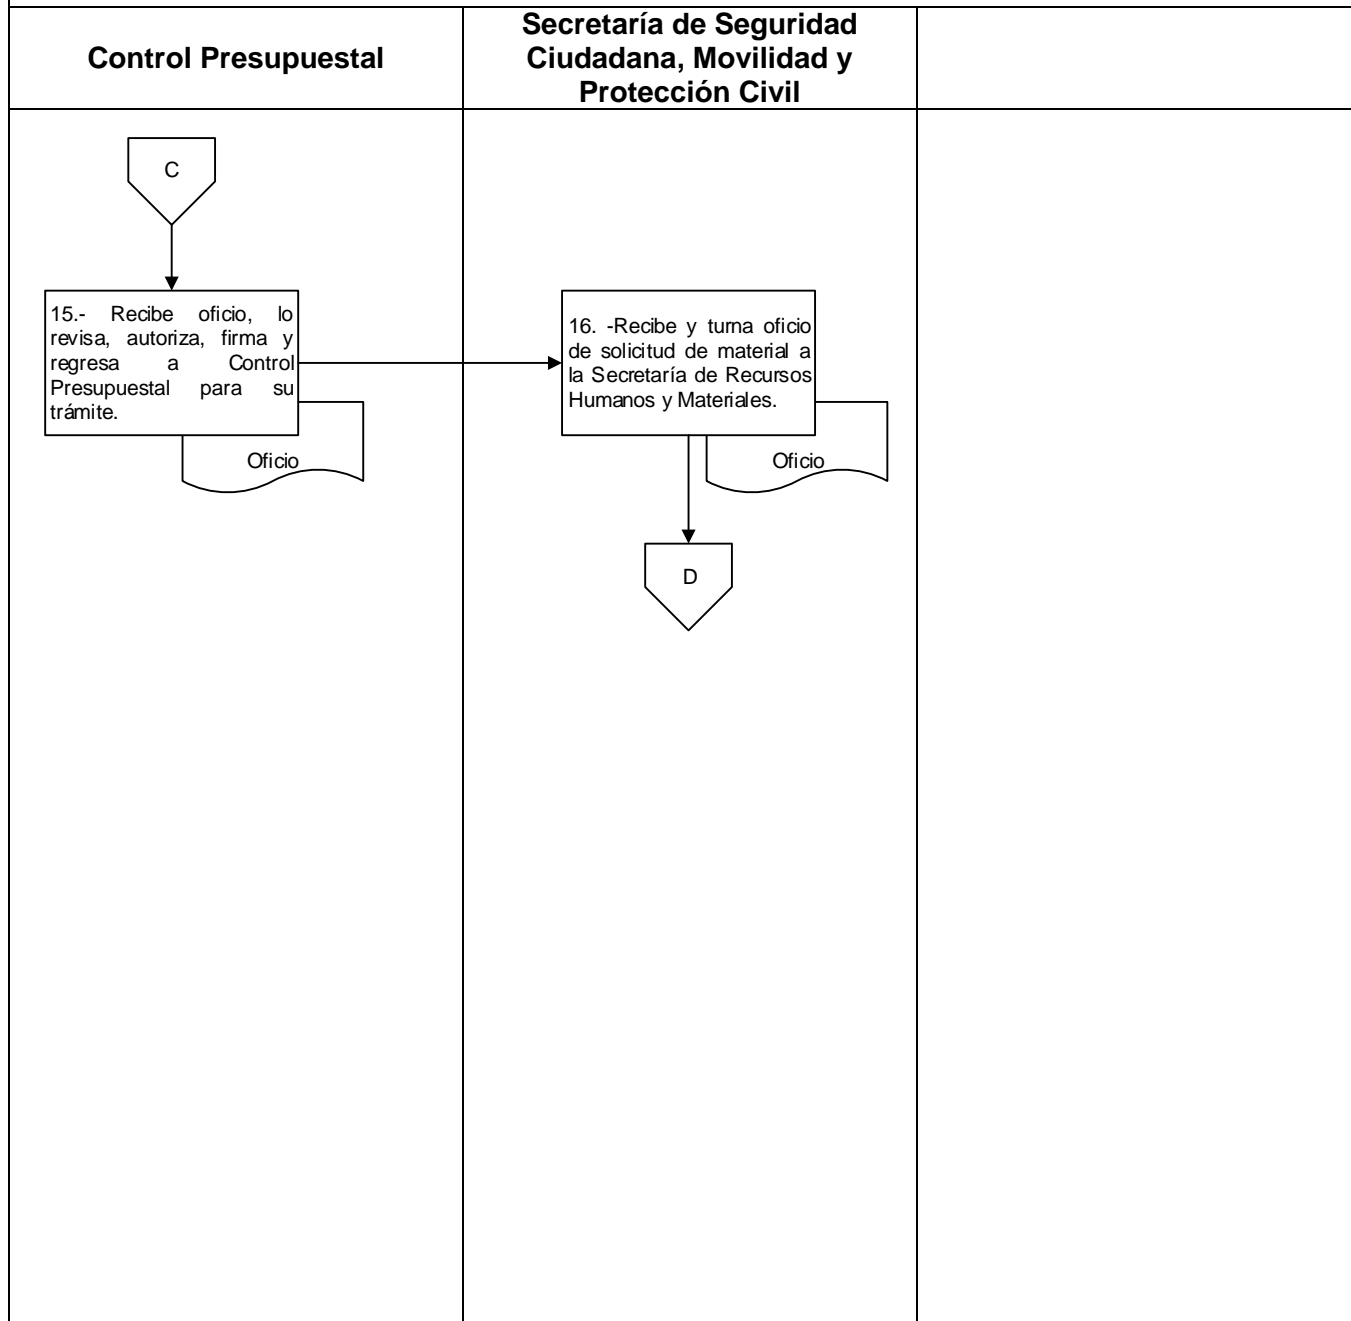 Control Presupuestal
Secretaría de Seguridad
Ciudadana, Movilidad y
Protección Civil
C
15.- Recibe oficio, lo
revisa, autoriza, firma y
regresa a Control
Presupuestal para su
trámite.
Oficio
16. -Recibe y turna oficio
de solicitud de material a
la Secretaría de Recursos
Humanos y Materiales.
Oficio
D